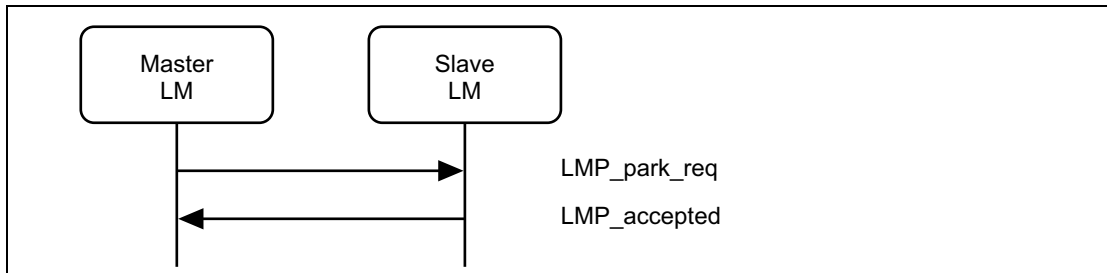 Master
LM
Slave
LM
LMP_park_req
LMP_accepted